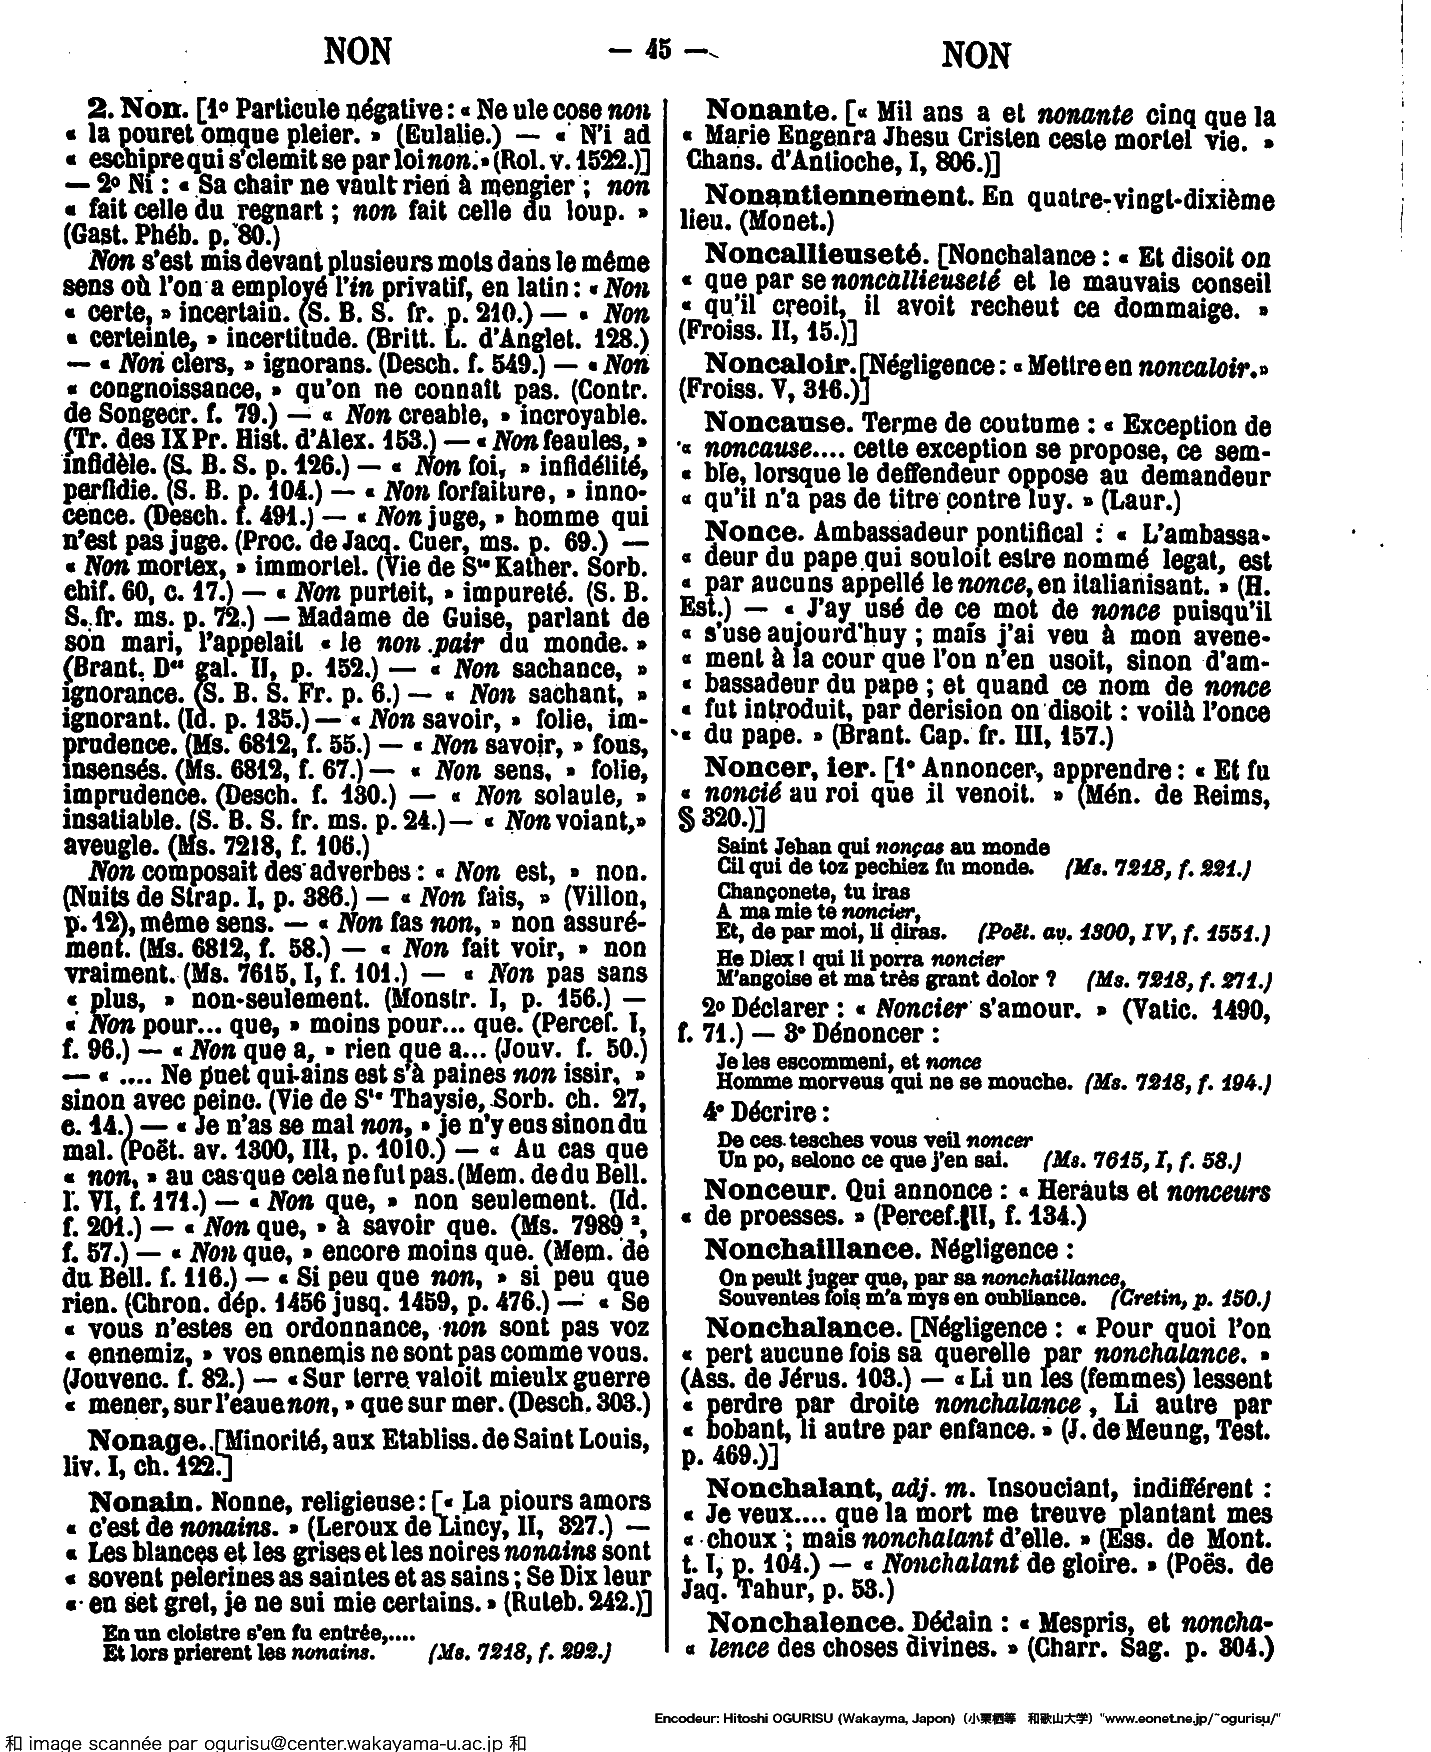 NON
— 45 —
NON
2. Non. [1º Particule négative : « Ne ule cose non
« la pouret omque pleier. » (Eulalie.) — « N'i ad
« eschipre qui s'clemit se par loi non. » (Rol. v. 1522.)]
— 2º Ni : « Sa chair ne vault rien à mengier ; non
« fait celle du regnart ; non fait celle du loup. »
(Gast. Phéb. p. 80.)
Non s'est mis devant plusieurs mots dans le même
sens où l'on a employé l'in privatif, en latin : « Non
« certe, » incertain. (S. B. S. fr. p. 210.) — « Non
« certeinte, » incertitude. (Britt. L. d'Anglet. 128.)
— « Non clers, » ignorans. (Desch. f. 549.) — « Non
« congnoissance, » qu'on ne connaît pas. (Contr.
de Songecr. f. 79.) — « Non creable, » incroyable.
(Tr. des IX Pr. Hist. d'Alex. 153.) — « Non feaules, »
infidèle. (S. B. S. p. 126.) — « Non foi, » infidélité,
perfidie. (S. B. p. 104.) — « Non forfaiture, » inno-
cence. (Desch. f. 491.) — « Non juge, » homme qui
n'est pas juge. (Proc. de Jacq. Cuer, ms. p. 69.) —
« Non mortex, » immortel. (Vie de Ste Kather. Sorb.
chif. 60, c. 17.) — « Non purteit, » impureté. (S. B.
S. fr. ms. p. 72.) — Madame de Guise, parlant de
son mari, l'appelait « le non pair du monde. »
(Brant. Des gal. II, p. 152.) — « Non sachance, »
ignorance. (S. B. S. Fr. p. 6.) — « Non sachant, »
ignorant. (Id. p. 135.) — « Non savoir, » folie, im-
prudence. (Ms. 6812, f. 55.) — « Non savoir, » fous,
insensés. (Ms. 6812, f. 67.) — « Non sens, » folie,
imprudence. (Desch. f. 130.) — « Non solaule, »
insatiable. (S. B. S. fr. ms. p. 24.) — « Non voiant, »
aveugle. (Ms. 7218, f. 106.)
Non composait des adverbes : « Non est, » non.
(Nuits de Strap. I, p. 386.) — « Non fais, » (Villon,
p. 12), même sens. — « Non fas non, » non assuré-
ment. (Ms. 6812, f. 58.) — « Non fait voir, » non
vraiment. (Ms. 7615, I, f. 101.) — « Non pas sans
« plus, » non-seulement. (Monstr. I, p. 156.) —
« Non pour... que, » moins pour... que. (Percef. I,
f. 96.) — « Non que a, » rien que a... (Jouv. f. 50.)
— « .... Ne puet qui-ains est s'à paines non issir, »
sinon avec peine. (Vie de Ste Thaysie, Sorb. ch. 27,
e. 14.) — « Je n'as se mal non, » je n'y eus sinon du
mal. (Poët. av. 1300, III, p. 1010.) — « Au cas que
« non, » au cas que cela ne fut pas. (Mem. de du Bell.
l. VI, f. 171.) — « Non que, » non seulement. (Id.
f. 201.) — « Non que, » à savoir que. (Ms. 7989 ², 
f. 57.) — « Non que, » encore moins que. (Mem. de
du Bell. f. 116.) — « Si peu que non, » si peu que
rien. (Chron. dép. 1456 jusq. 1459, p. 476.) — « Se
« vous n'estes en ordonnance, non sont pas voz
« ennemiz, » vos ennemis ne sont pas comme vous.
(Jouvenc. f. 82.) — « Sur terre valoit mieulx guerre
« mener, sur l'eaue non, » que sur mer. (Desch. 303.)
Nonage. [Minorité, aux Etabliss. de Saint Louis,
liv. I, ch. 122.]
Nonain. Nonne, religieuse : [« La piours amors
« c'est de nonains. » (Leroux de Lincy, II, 327.) —
« Les blances et les grises et les noires nonains sont
« sovent pelerines as saintes et as sains ; Se Dix leur
« en set gret, je ne sui mie certains. » (Ruteb. 242.)]
En un cloistre s'en fu entrée,....
Et lors prierent les nonains. (Ms. 7218, f. 292.)
Nonante. [« Mil ans a et nonante cinq que la
« Marie Engenra Jhesu Cristen ceste mortel vie. »
Chans. d'Antioche, I, 806.)]
Nonantiennement. En quatre-vingt-dixième
lieu. (Monet.)
Noncallieuseté. [Nonchalance : « Et disoit on
« que par se noncallieuseté et le mauvais conseil
« qu'il creoit, il avoit recheut ce dommaige. »
(Froiss. II, 15.)]
Noncaloir. [Négligence : « Mettre en noncaloir. »
(Froiss. V, 316.)]
Noncause. Terme de coutume : « Exception de
« noncause.... cette exception se propose, ce sem-
« ble, lorsque le deffendeur oppose au demandeur
« qu'il n'a pas de titre contre luy. » (Laur.)
Nonce. Ambassadeur pontifical : « L'ambassa-
« deur du pape qui souloit estre nommé legat, est
« par aucuns appellé le nonce, en italianisant. » (H.
Est.) — « J'ay usé de ce mot de nonce puisqu'il
« s'use aujourd'huy ; mais j'ai veu à mon avene-
« ment à la cour que l'on n'en usoit, sinon d'am-
« bassadeur du pape ; et quand ce nom de nonce
« fut introduit, par derision on disoit : voilà l'once
« du pape. » (Brant. Cap. fr. III, 157.)
Noncer, ier. [1º Annoncer, apprendre : « Et fu
« noncié au roi que il venoit. » (Mén. de Reims,
§ 320.)]
Saint Jehan qui nonças au monde
Cil qui de toz pechiez fu monde. (Ms. 7218, f. 221.)
Chançonete, tu iras
A ma mie te noncier,
Et, de par moi, li diras. (Poët. av. 1300, IV, f. 1551.)
He Diex ! qui li porra noncier
M'angoise et ma très grant dolor ? (Ms. 7218, f. 271.)
2º Déclarer : « Noncier s'amour. » (Vatic. 1490,
f. 71.) — 3º Dénoncer :
Je les escommeni, et nonce
Homme morveus qui ne se mouche. (Ms. 7218, f. 194.)
4º Décrire :
De ces tesches vous veil noncer
Un po, selonc ce que j'en sai. (Ms. 7615, I, f. 58.)
Nonceur. Qui annonce : « Herauts et nonceurs
« de proesses. » (Percef. III, f. 134.)
Nonchaillance. Négligence :
On peult juger que, par sa nonchaillance,
Souventes fois m'a mys en oubliance. (Cretin, p. 150.)
Nonchalance. [Négligence : « Pour quoi l'on
« pert aucune fois sa querelle par nonchalance. »
(Ass. de Jérus. 103.) — « Li un les (femmes) lessent
« perdre par droite nonchalance, Li autre par
« bobant, li autre par enfance. » (J. de Meung, Test.
p. 469.)]
Nonchalant, adj. m. Insouciant, indifférent :
« Je veux.... que la mort me treuve plantant mes
« choux ; mais nonchalant d'elle. » (Ess. de Mont.
t. I, p. 104.) — « Nonchalant de gloire. » (Poës. de
Jaq. Tahur, p. 53.)
Nonchalence. Dédain : « Mespris, et noncha-
« lence des choses divines. » (Charr. Sag. p. 304.)
Encodeur: Hitoshi OGURISU (Wakayma, Japon) (小栗栖等 和歌山大学) "www.eonet.ne.jp/~ogurisu/"
和 image scannée par ogurisu@center.wakayama-u.ac.jp 和